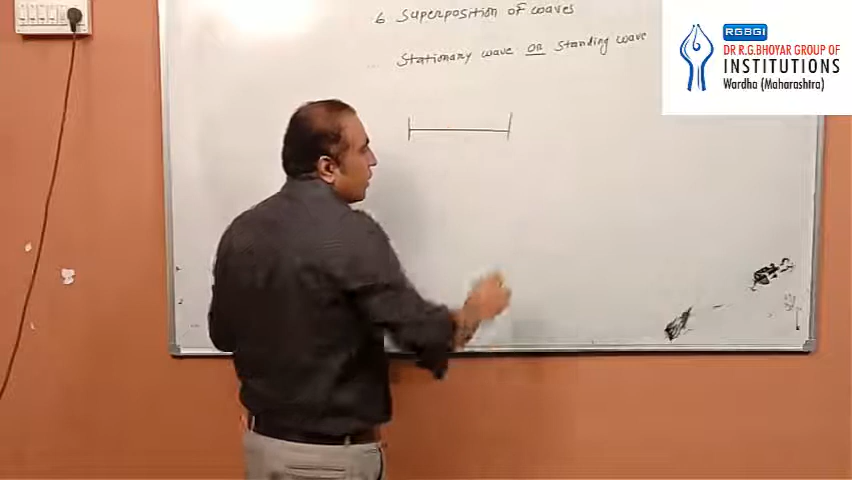 6 Superposition of waves
Stationary wave OR Standing wave
RGBGI
DR R.G.BHOYAR GROUP OF
INSTITUTIONS
Wardha (Maharashtra)